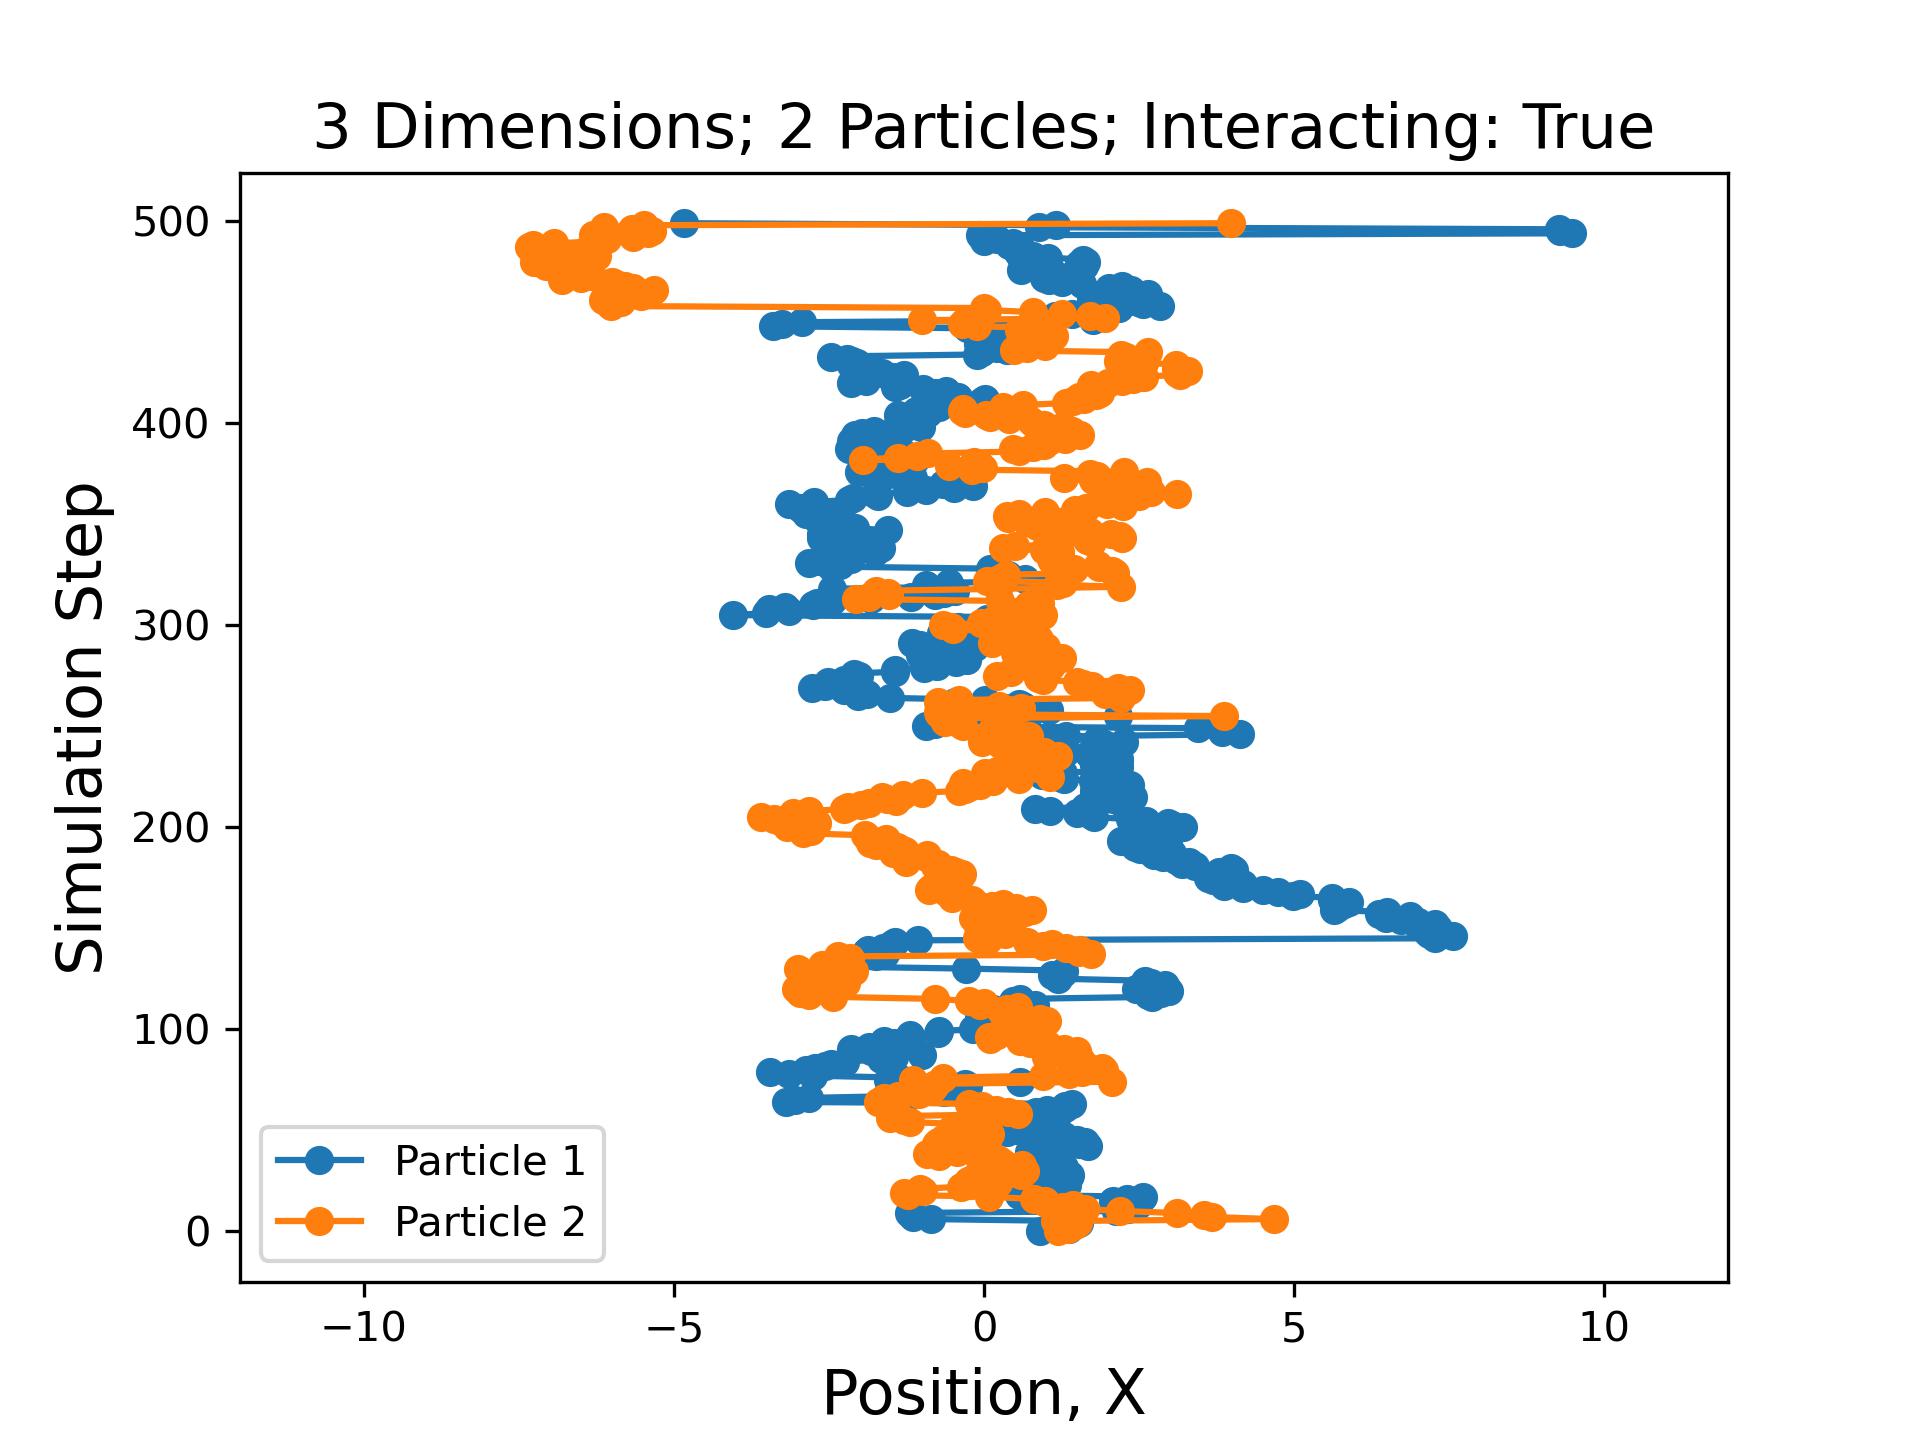 3 Dimensions; 2 Particles; Interacting: True
Simulation Step
500
400
300
200
100
0
Particle 1
Particle 2
−10
−5
0
5
10
Position, X